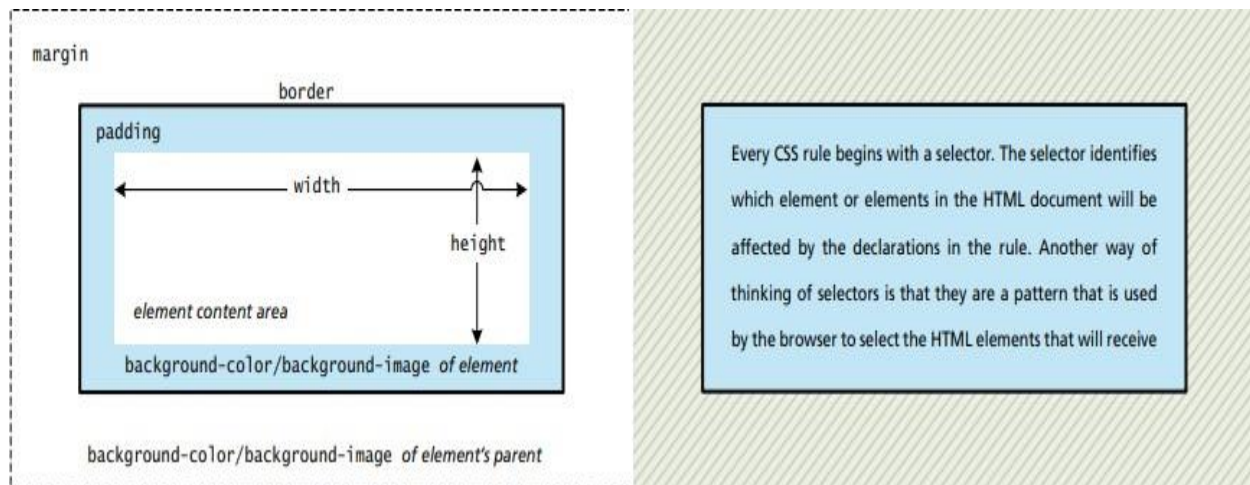 margin
border
padding
width
height
element content area
background-color/background-image of element
background-color/background-image of element's parent
Every CSS rule begins with a selector. The selector identifies
which element or elements in the HTML document will be
affected by the declarations in the rule. Another way of
thinking of selectors is that they are a pattern that is used
by the browser to select the HTML elements that will receive